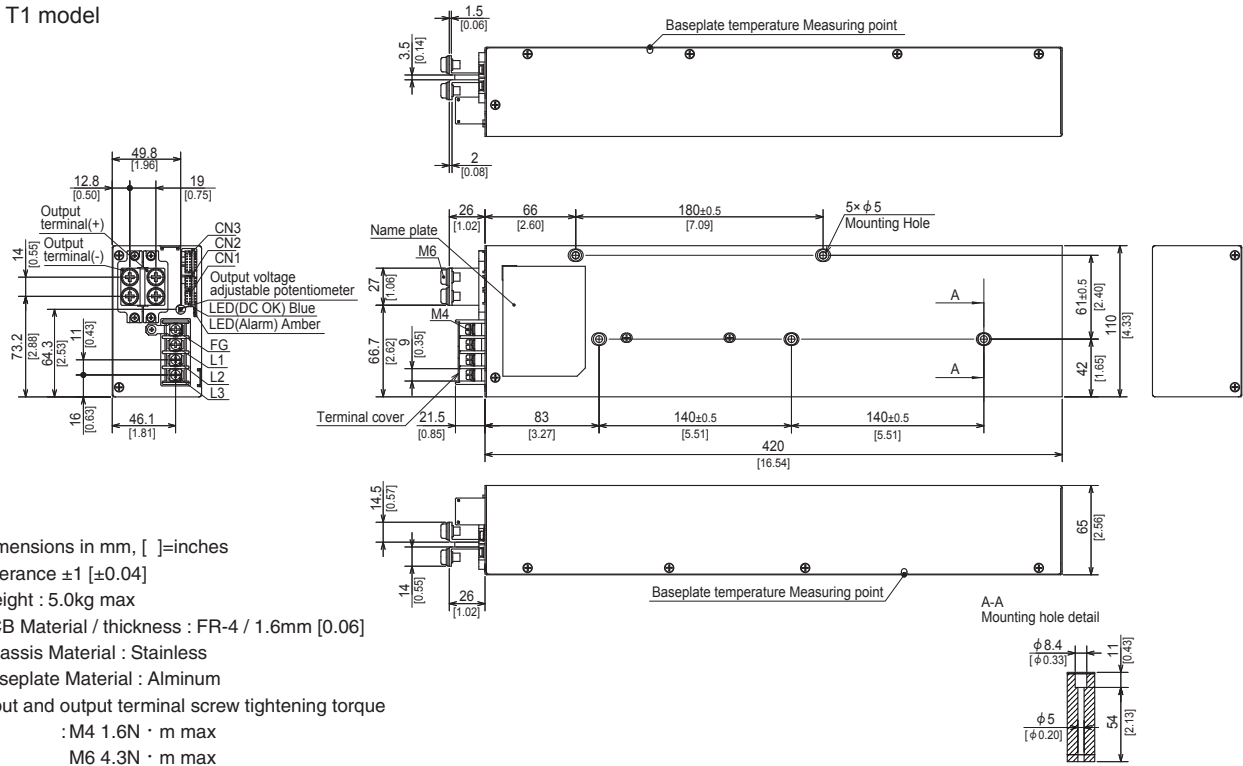 T1 model
1.5
[0.06]
3.5
[0.14]
Baseplate temperature Measuring point
2
[0.08]
49.8
[1.96]
12.8
[0.50]
19
[0.75]
Output
terminal(+)
Output
terminal(-)
CN3
CN2
CN1
Output voltage
adjustable potentiometer
LED(DC OK) Blue
LED(Alarm) Amber
FG
L1
L2
L3
14
[0.55]
73.2
[2.88]
64.3
[2.53]
11
[0.43]
16
[0.63]
46.1
[1.81]
26
[1.02]
66
[2.60]
180±0.5
[7.09]
5×φ5
Mounting Hole
Name plate
M6
27
[1.06]
M4
66.7
[2.62]
9
[0.35]
A
A
61±0.5
[2.40]
110
[4.33]
42
[1.65]
Terminal cover
21.5
[0.85]
83
[3.27]
140±0.5
[5.51]
140±0.5
[5.51]
420
[16.54]
14.5
[0.57]
14
[0.55]
26
[1.02]
65
[2.56]
Baseplate temperature Measuring point
mensions in mm, [ ]=inches
erance ±1 [±0.04]
eight : 5.0kg max
CB Material / thickness : FR-4 / 1.6mm [0.06]
assis Material : Stainless
seplate Material : Alminum
out and output terminal screw tightening torque
: M4 1.6N・m max
M6 4.3N・m max
A-A
Mounting hole detail
φ8.4
[φ0.33]
11
[0.43]
φ5
[φ0.20]
54
[2.13]